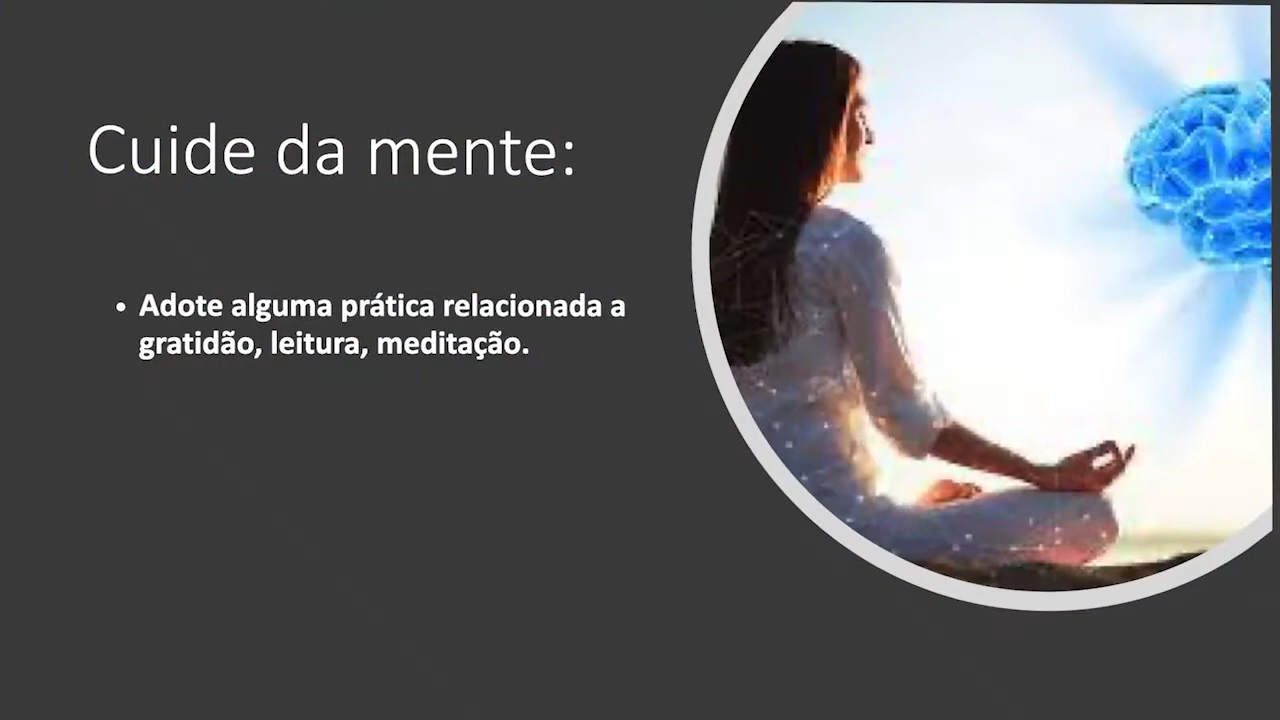 Cuide da mente:
• Adote alguma prática relacionada a
gratidão, leitura, meditação.